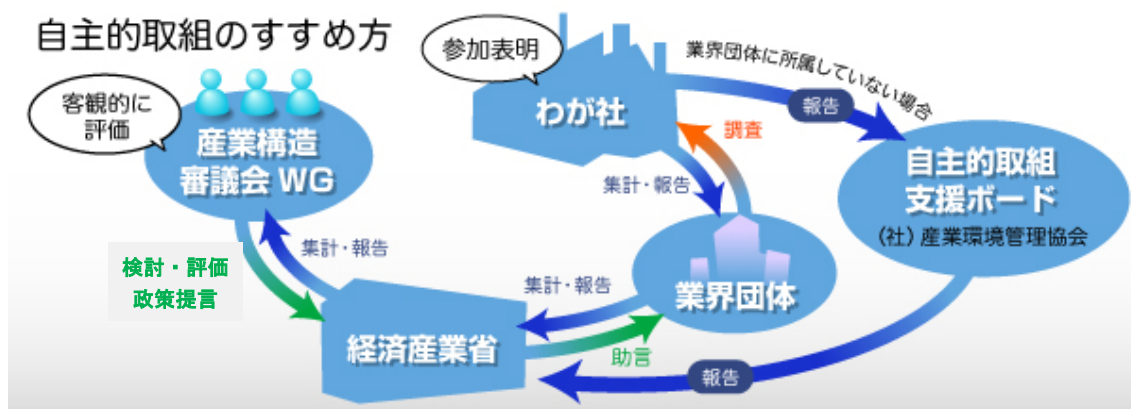 自主的取組のすすめ方
客観的に
評価
産業構造
審議会 WG
検討・評価
政策提言
集計・報告
経済産業省
集計・報告
助言
参加表明
わが社
調査
集計・報告
業界団体
業界団体に所属していない場合
報告
自主的取組
支援ボード
(社) 産業環境管理協会
報告